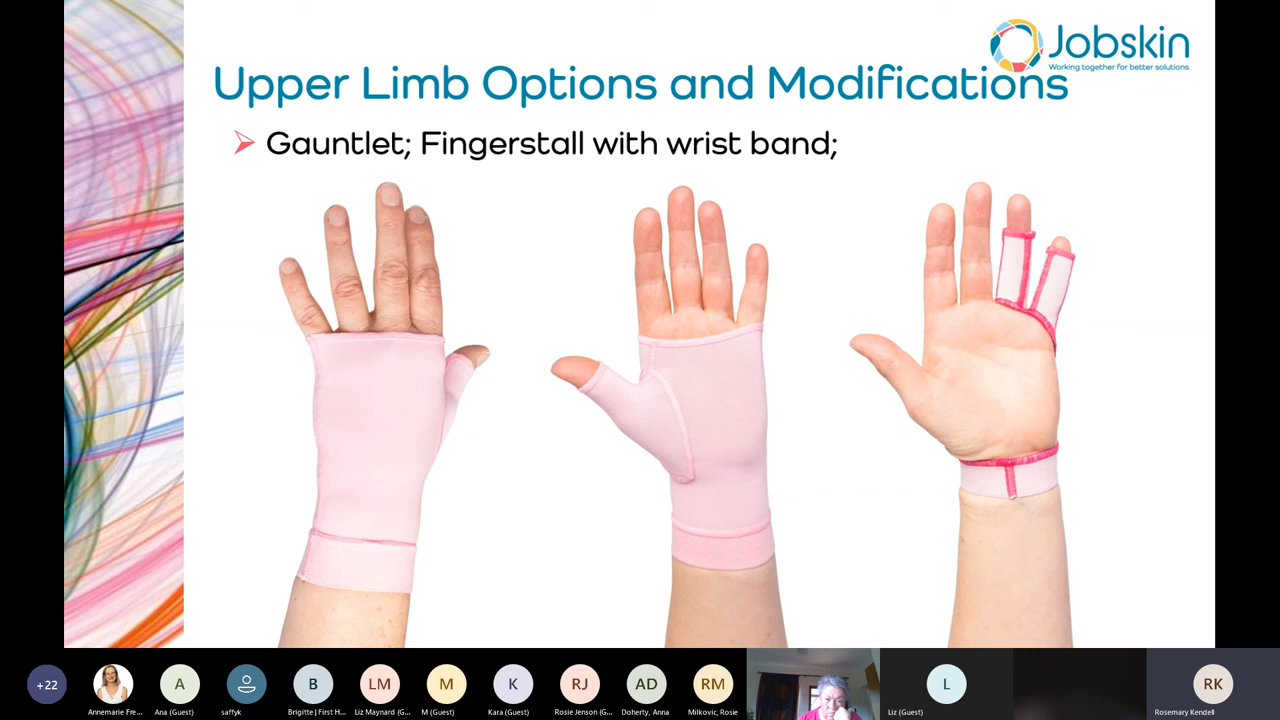 Jobskin
Working together for better solutions
Upper Limb Options and Modifications
Gauntlet; Fingerstall with wrist band;
+22
A
B
LM
M
K
RJ
AD
RM
L
RK
Annemarie Fre...
Ana (Guest)
saffyk
Brigitte | First H...
Liz Maynard (G...
M (Guest)
Kara (Guest)
Rosie Jenson (G...
Doherty, Anna
Milkovic, Rosie
Liz (Guest)
Rosemary Kendell